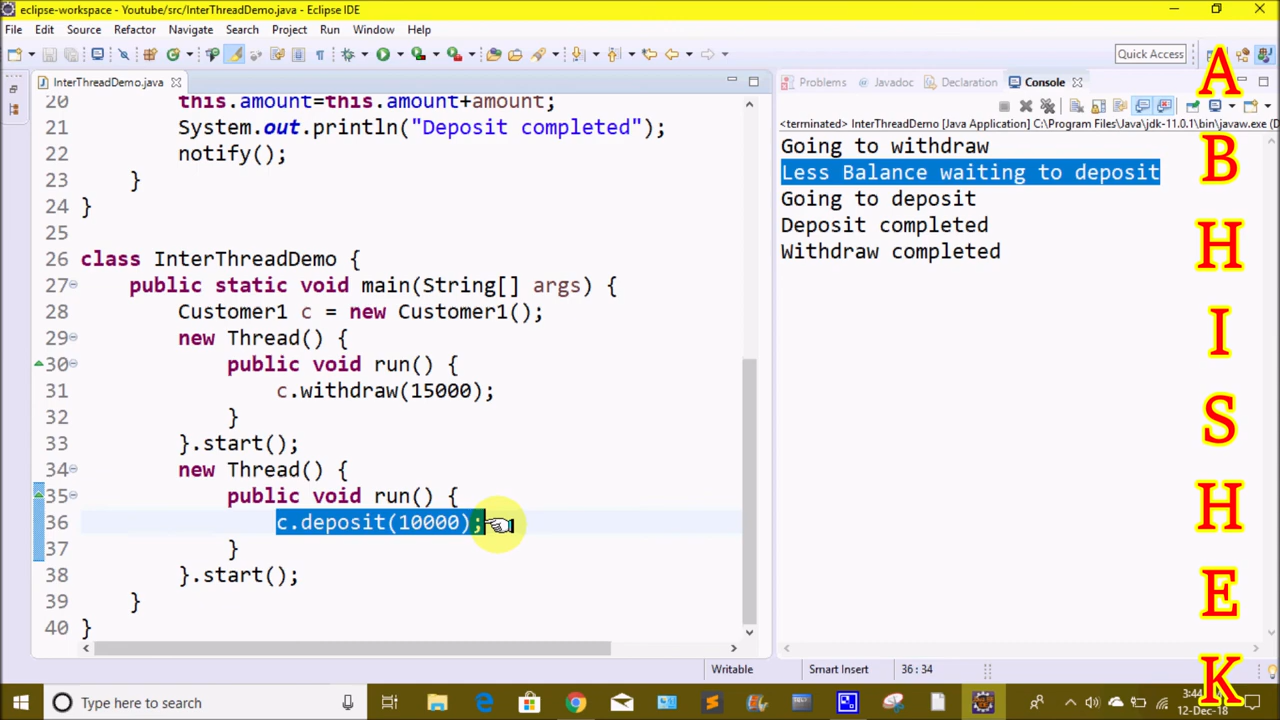 eclipse-workspace - Youtube/src/InterThreadDemo.java - Eclipse IDE
File Edit Source Refactor Navigate Search Project Run Window Help
Quick Access
InterThreadDemo.java
Problems Javadoc Declaration Console
<terminated> InterThreadDemo [Java Application] C:\Program Files\Java\jdk-11.0.1\bin\javaw.exe (D
20 this.amount=this.amount+amount;
21 System.out.println("Deposit completed");
22 notify();
23 }
24 }
25
26 class InterThreadDemo {
27 public static void main(String[] args) {
28 Customer1 c = new Customer1();
29 new Thread() {
30 public void run() {
31 c.withdraw(15000);
32 }
33 }.start();
34 new Thread() {
35 public void run() {
36 c.deposit(10000);
37 }
38 }.start();
39 }
40 }
Going to withdraw
Less Balance waiting to deposit
Going to deposit
Deposit completed
Withdraw completed
A
B
H
I
S
H
E
K
Writable Smart Insert 36 : 34
Type here to search
3:44
12-Dec-18